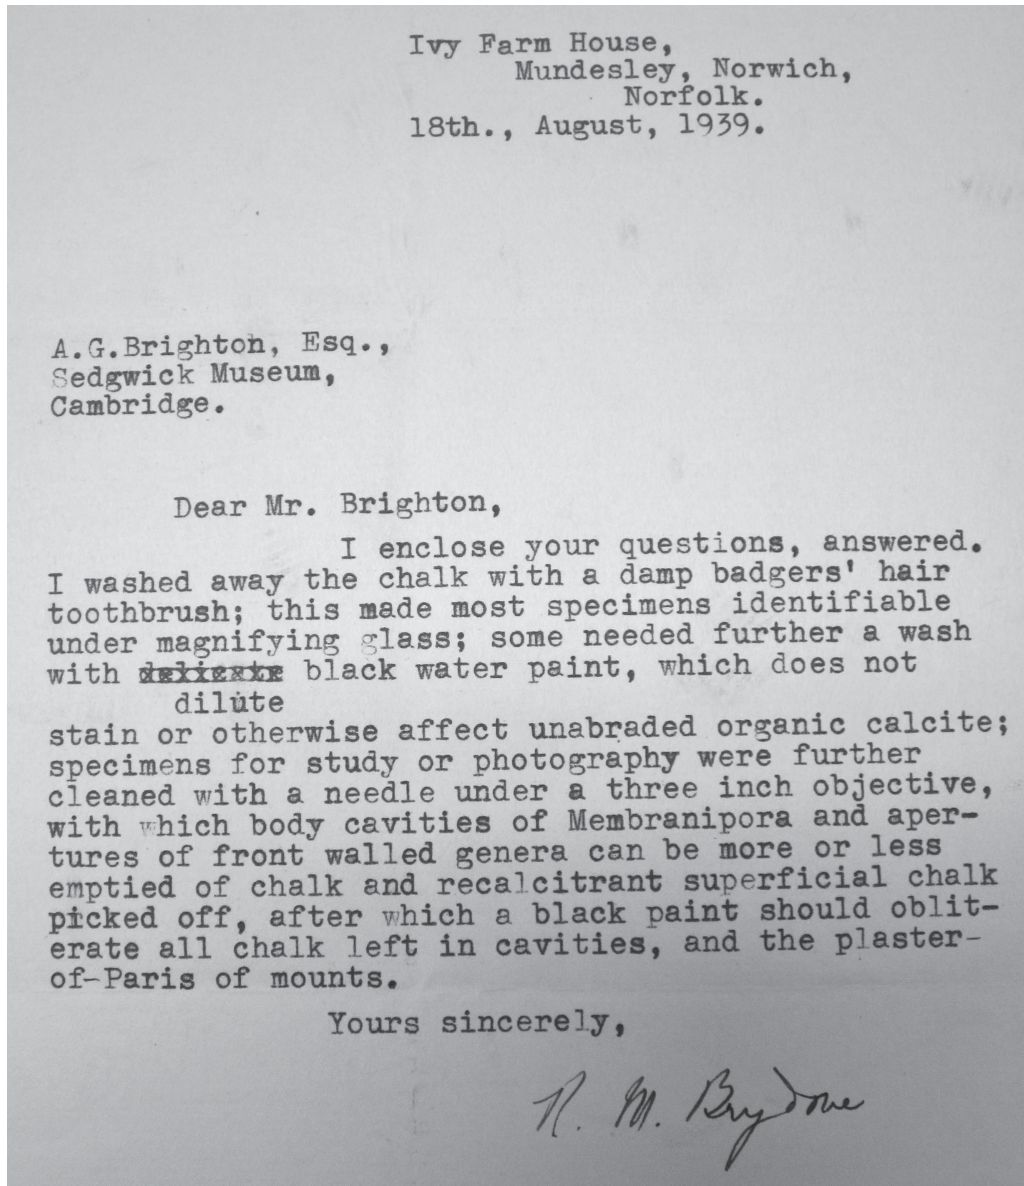 Ivy Farm House,
Mundesley, Norwich,
Norfolk.
18th., August, 1939.
A.G.Brighton, Esq.,
Sedgwick Museum,
Cambridge.
Dear Mr. Brighton,
I enclose your questions, answered.
I washed away the chalk with a damp badgers' hair
toothbrush; this made most specimens identifiable
under magnifying glass; some needed further a wash
with delicate black water paint, which does not
dilute
stain or otherwise affect unabraded organic calcite;
specimens for study or photography were further
cleaned with a needle under a three inch objective,
with which body cavities of Membranipora and aper-
tures of front walled genera can be more or less
emptied of chalk and recalcitrant superficial chalk
picked off, after which a black paint should oblit-
erate all chalk left in cavities, and the plaster-
of-Paris of mounts.
Yours sincerely,
R. M. Brydone